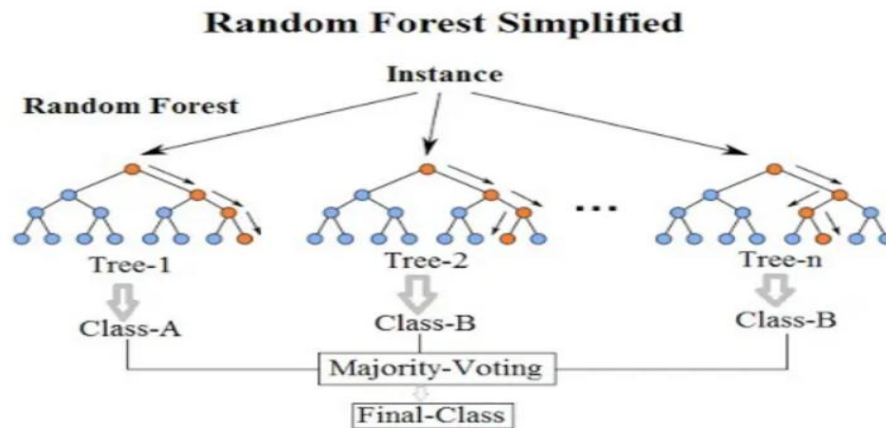 Random Forest Simplified
Instance
Random Forest
...
Tree-1
Tree-2
Tree-n
Class-A
Class-B
Class-B
Majority-Voting
Final-Class